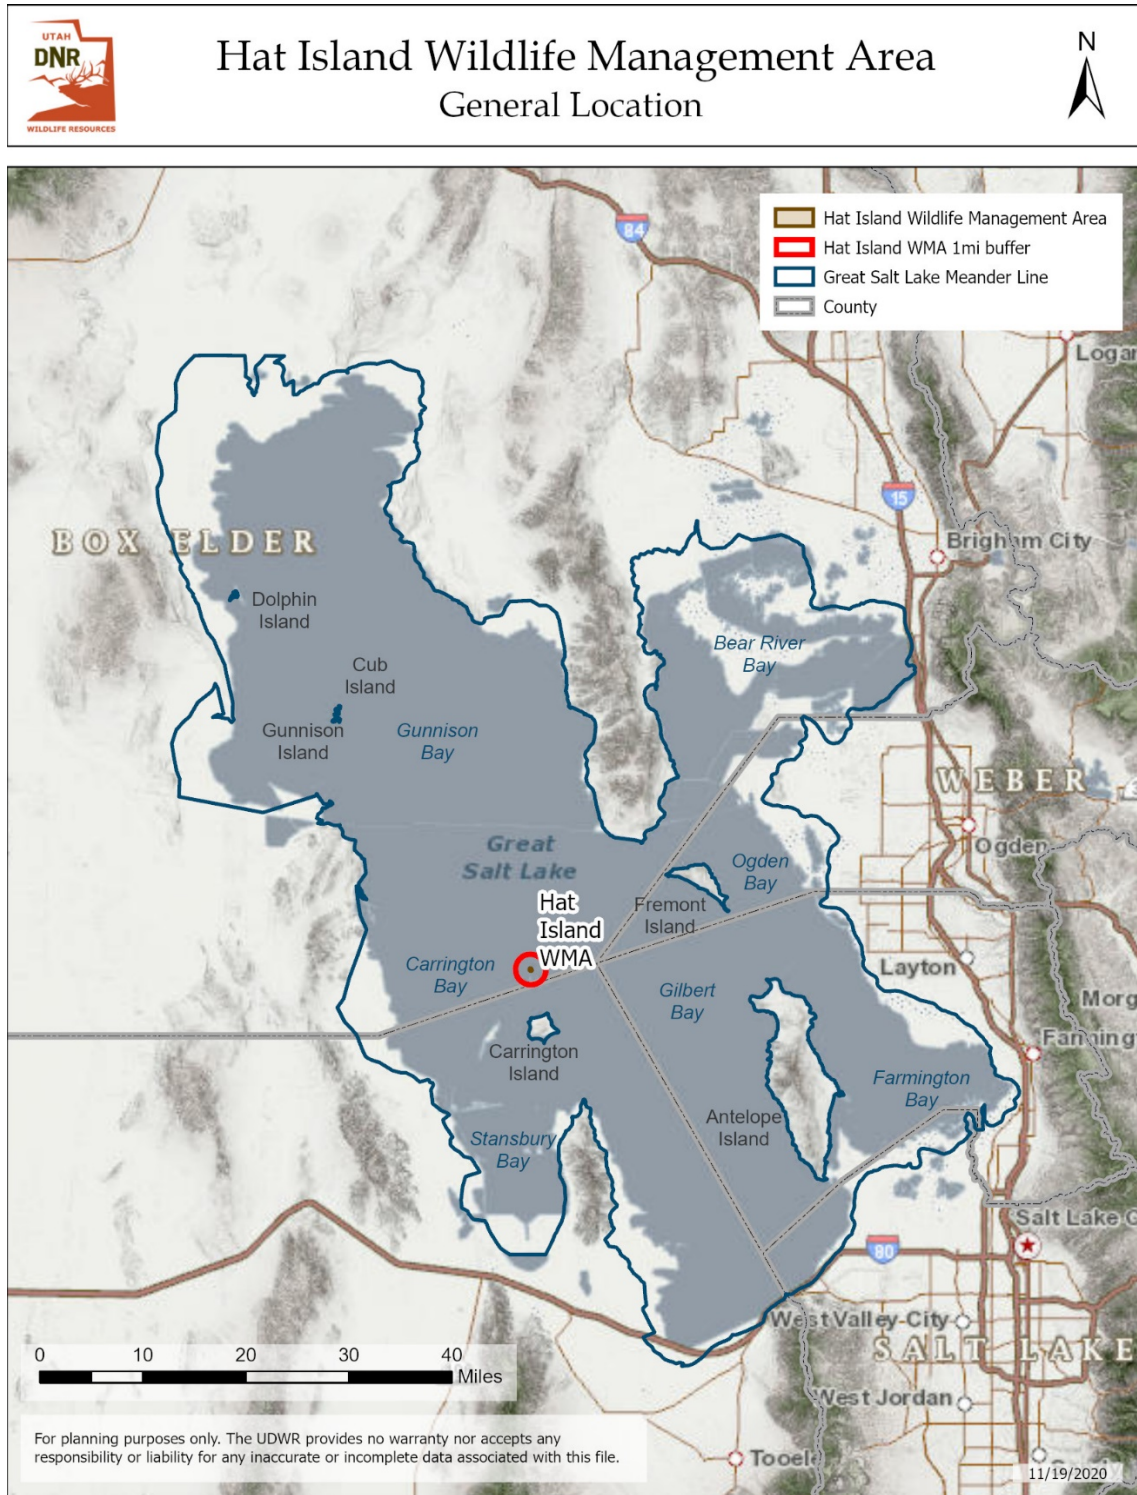 UTAH
DNR
WILDLIFE RESOURCES
Hat Island Wildlife Management Area
General Location
N
Hat Island Wildlife Management Area
Hat Island WMA 1mi buffer
Great Salt Lake Meander Line
County
84
Logan
15
Brigham City
BOX ELDER
Dolphin
Island
Bear River
Bay
Cub
Island
Gunnison
Island
Gunnison
Bay
WEBER
Ogden
Great
Salt Lake
Ogden
Bay
Hat
Island
WMA
Fremont
Island
Carrington
Bay
Layton
Gilbert
Bay
Morg
Farmingt
Carrington
Island
Farmington
Bay
Antelope
Island
Stansbury
Bay
Salt Lake C
80
West Valley City
SALT LAKE
0 10 20 30 40
Miles
West Jordan
For planning purposes only. The UDWR provides no warranty nor accepts any
responsibility or liability for any inaccurate or incomplete data associated with this file.
Tooele
11/19/2020